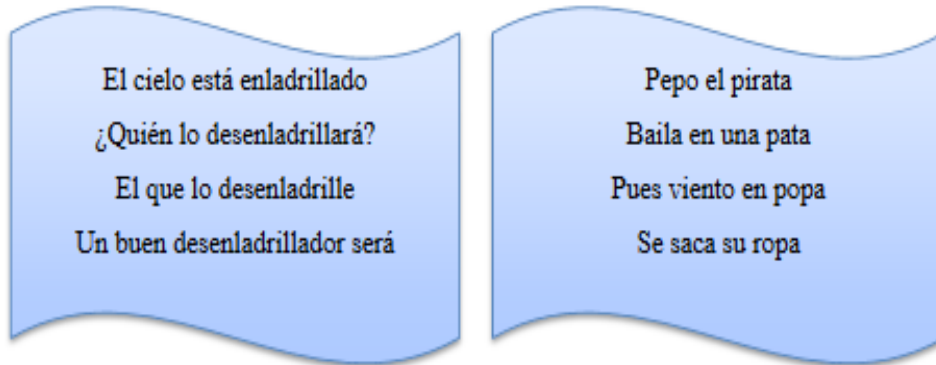 El cielo está enladrillado
¿Quién lo desenladrillará?
El que lo desenladrille
Un buen desenladrillador será
Pepo el pirata
Baila en una pata
Pues viento en popa
Se saca su ropa